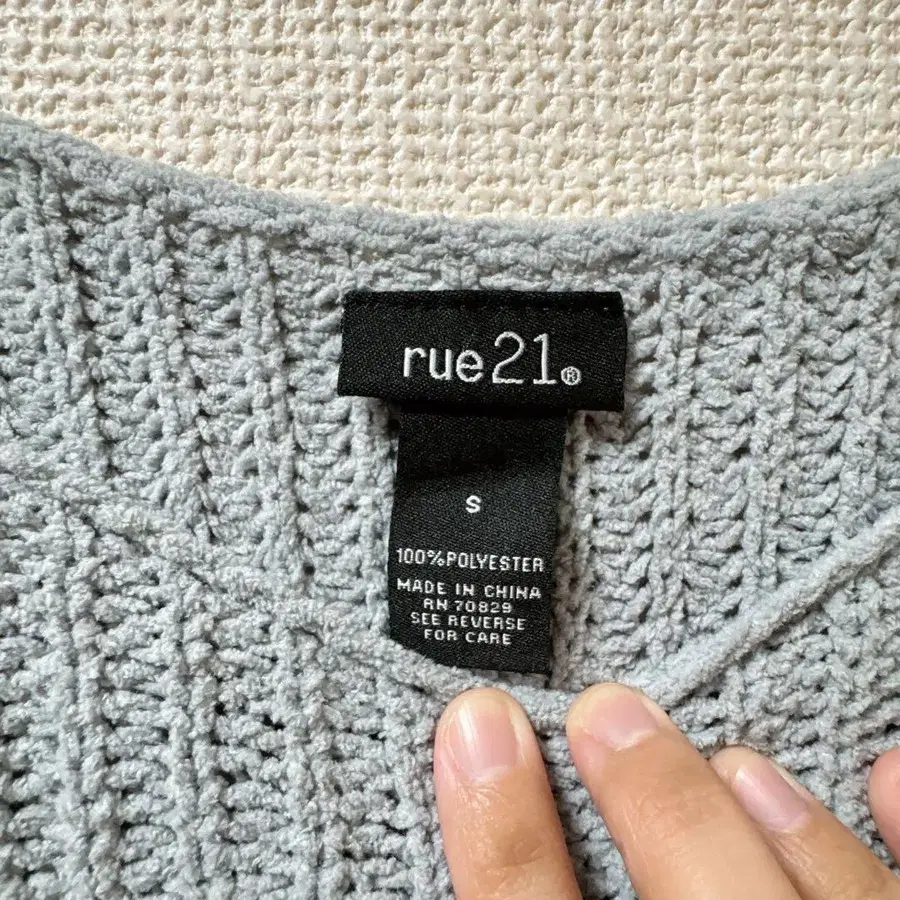 rue21®
S
100%POLYESTER
MADE IN CHINA
RN 70829
SEE REVERSE
FOR CARE